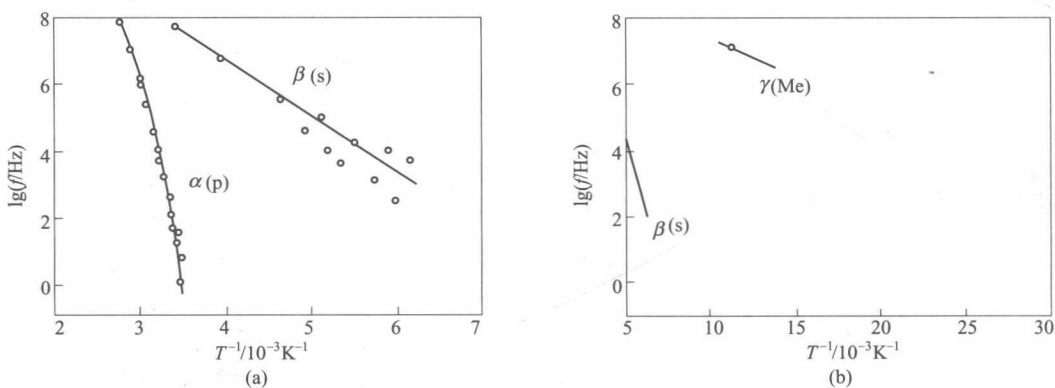 8
6
4
2
0
lg(f/Hz)
α(p)
β(s)
2 3 4 5 6 7
T⁻¹/10⁻³K⁻¹
(a)
8
6
4
2
0
lg(f/Hz)
γ(Me)
β(s)
5 10 15 20 25 30
T⁻¹/10⁻³K⁻¹
(b)